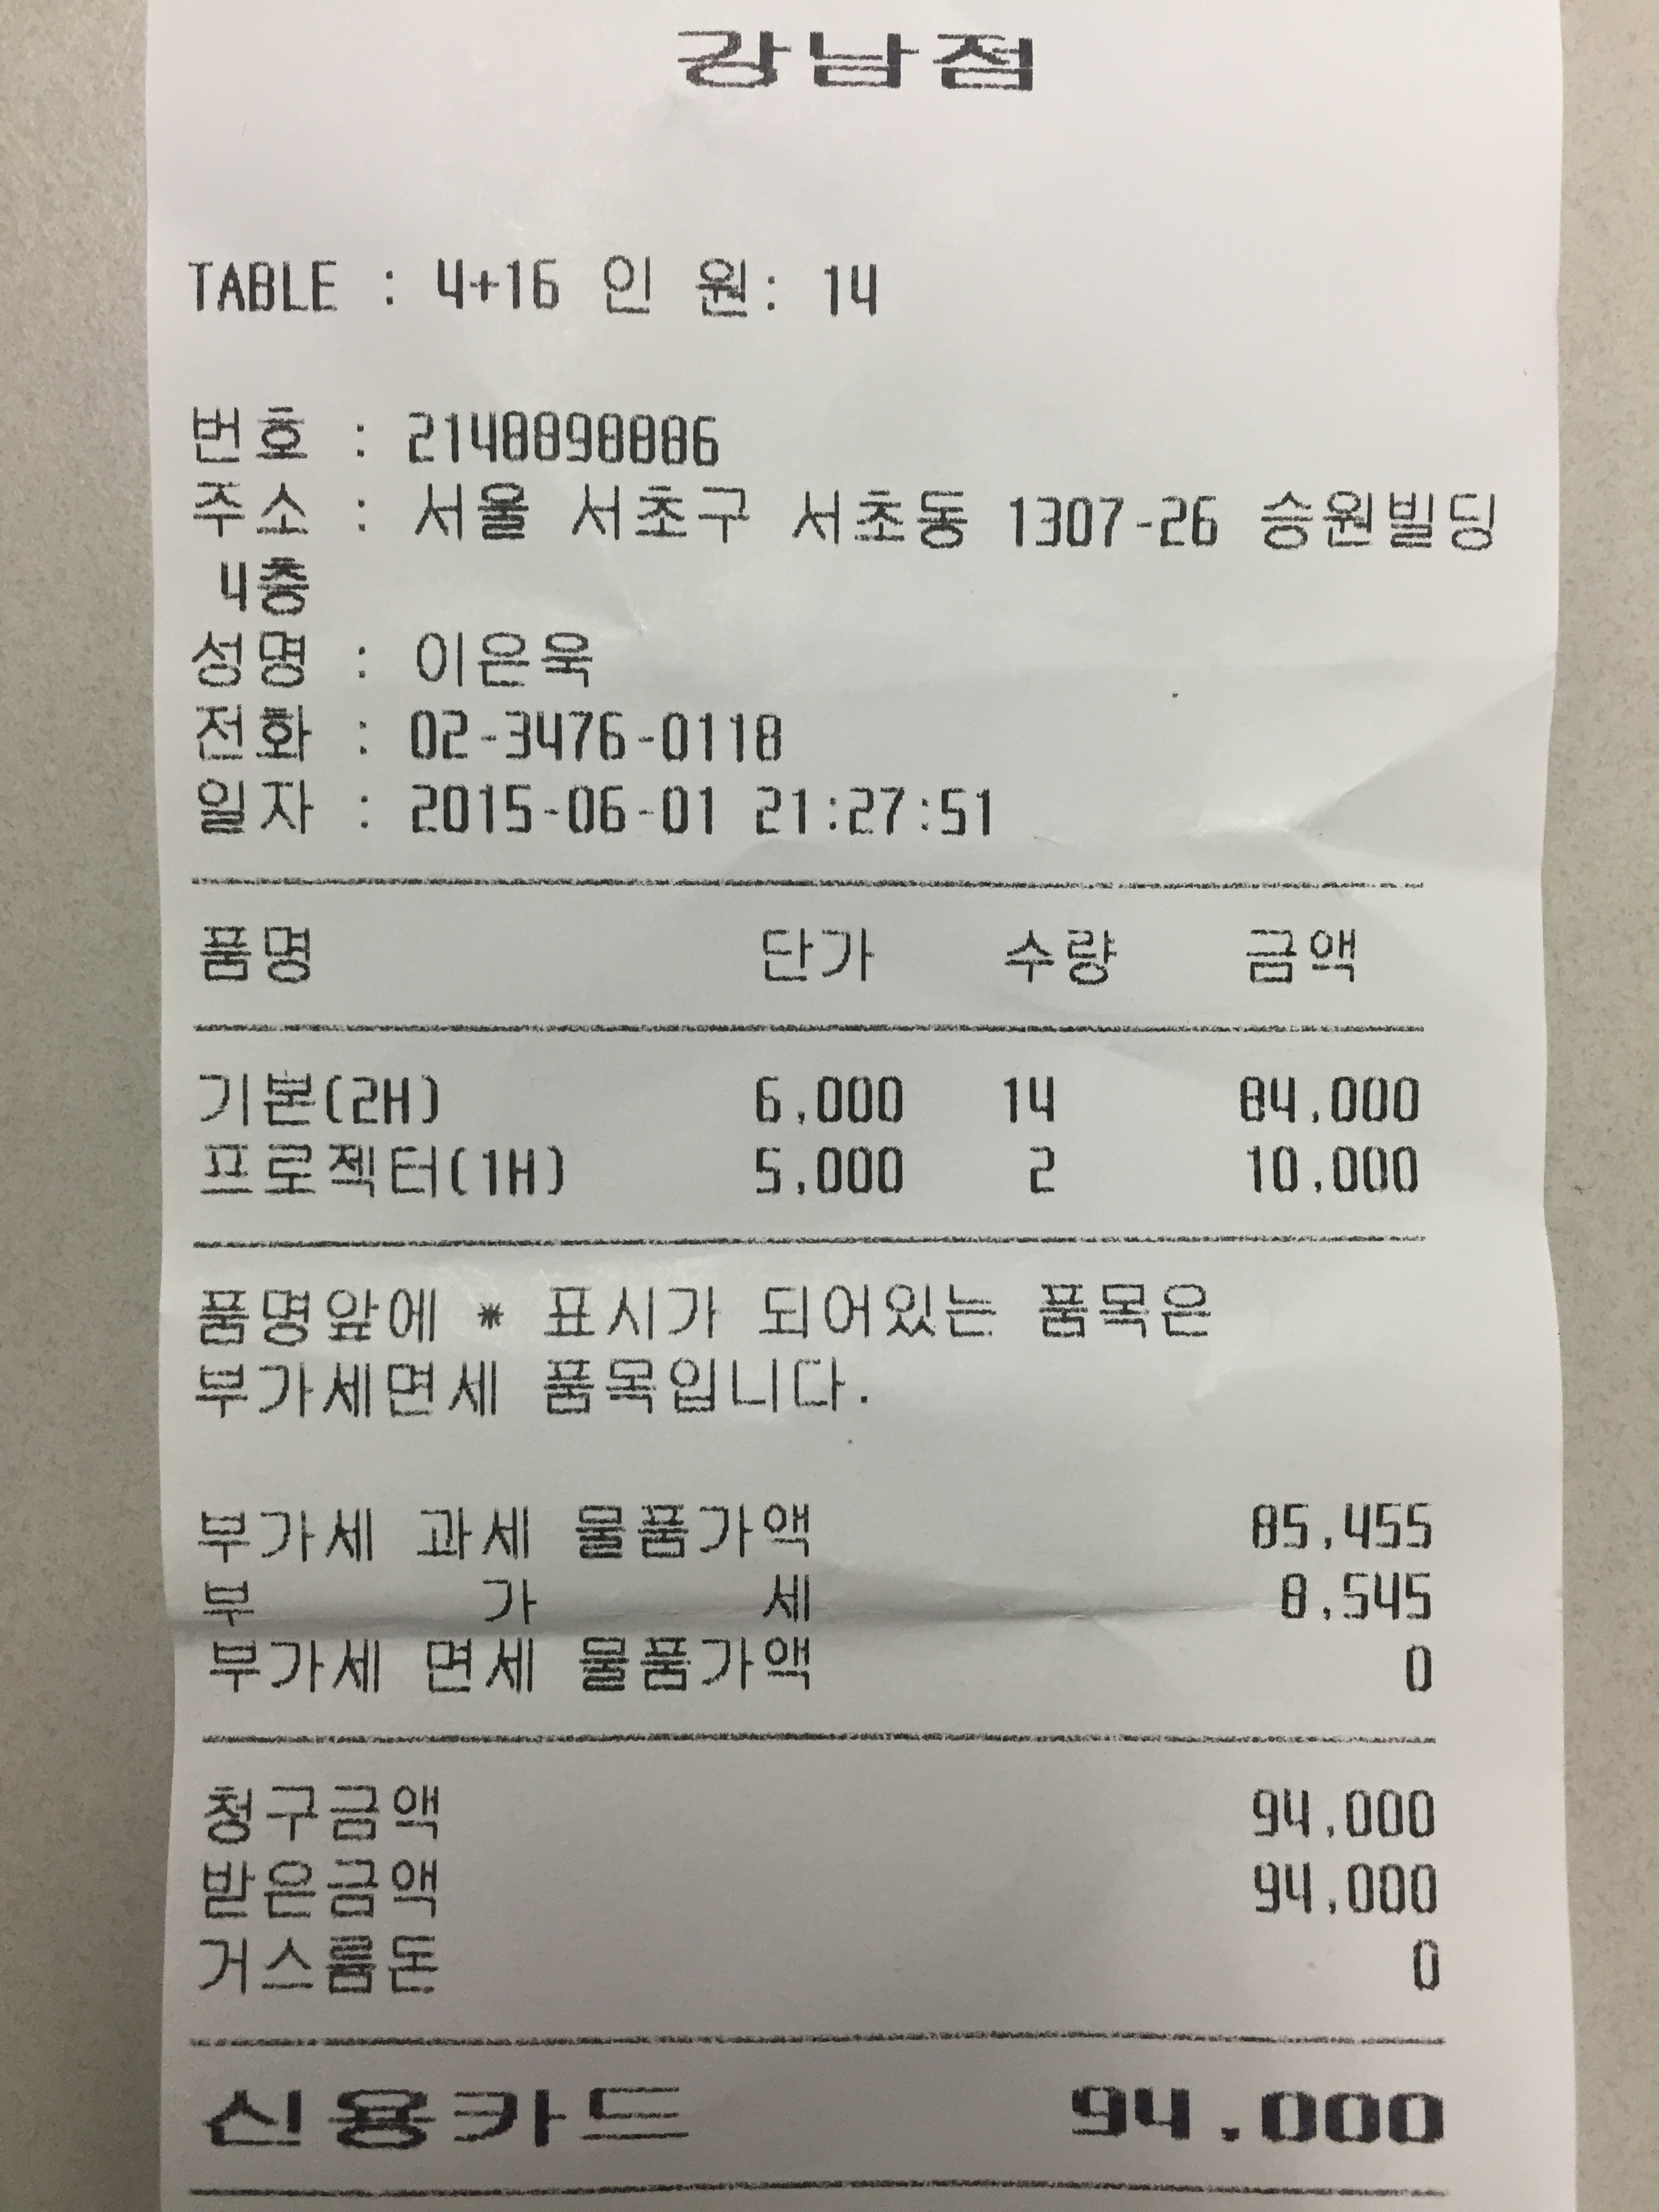 강남점
TABLE : 4+16 인 원: 14
번호 : 2148898886
주소 : 서울 서초구 서초동 1307-26 승원빌딩
4층
성명 : 이은욱
전화 : 02-3476-0118
일자 : 2015-06-01 21:27:51
품명 단가 수량 금액
기본(2H) 6,000 14 84,000
프로젝터(1H) 5,000 2 10,000
품명앞에 * 표시가 되어있는 품목은
부가세면세 품목입니다.
부가세 과세 물품가액 85,455
부 가 세 8,545
부가세 면세 물품가액 0
청구금액 94,000
받은금액 94,000
거스름돈 0
신용카드 94,000